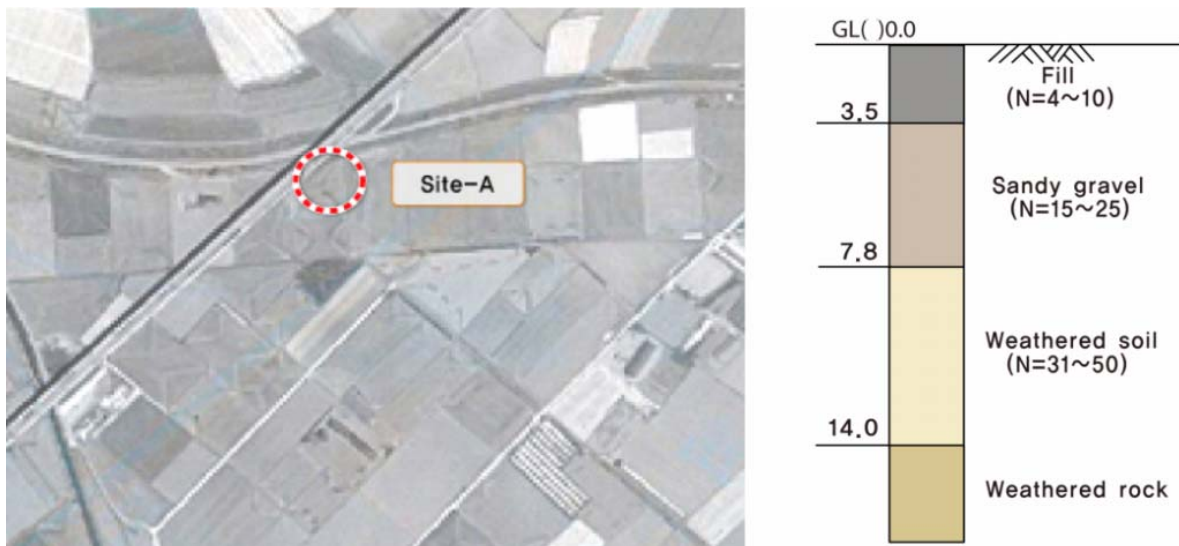 Site-A
GL( )0.0
Fill
(N=4~10)
3.5
Sandy gravel
(N=15~25)
7.8
Weathered soil
(N=31~50)
14.0
Weathered rock